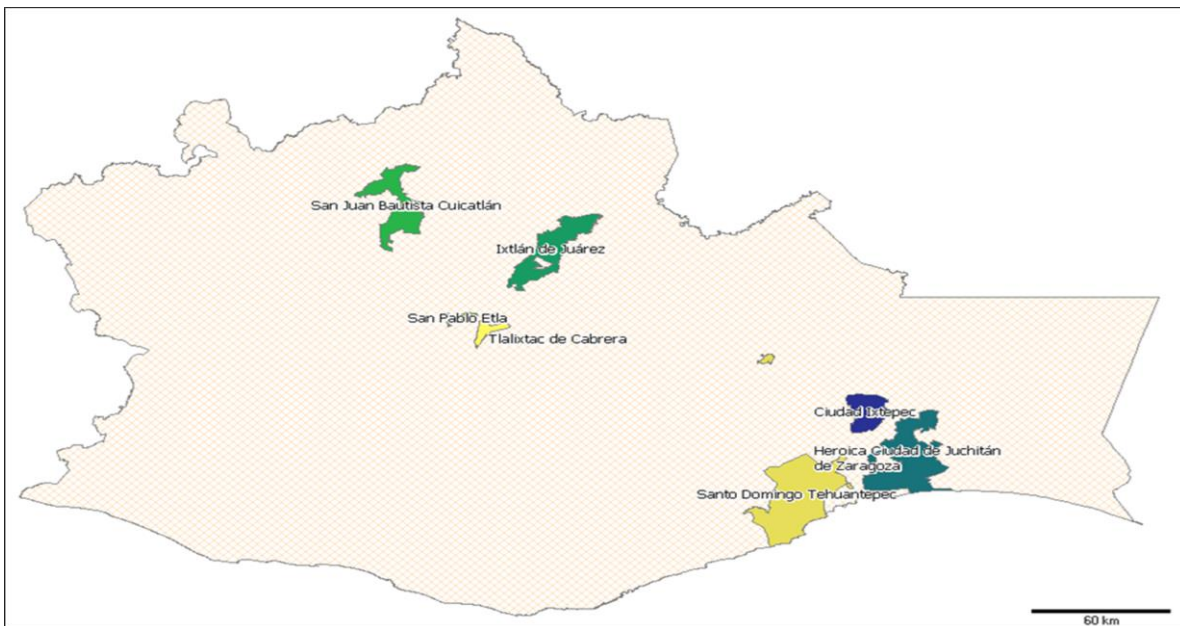 San Juan Bautista Cuicatlán
Ixtlán de Juárez
San Pablo Etla
Tlalixtac de Cabrera
Ciudad Ixtepec
Heroica Ciudad de Juchitán
de Zaragoza
Santo Domingo Tehuantepec
60 km